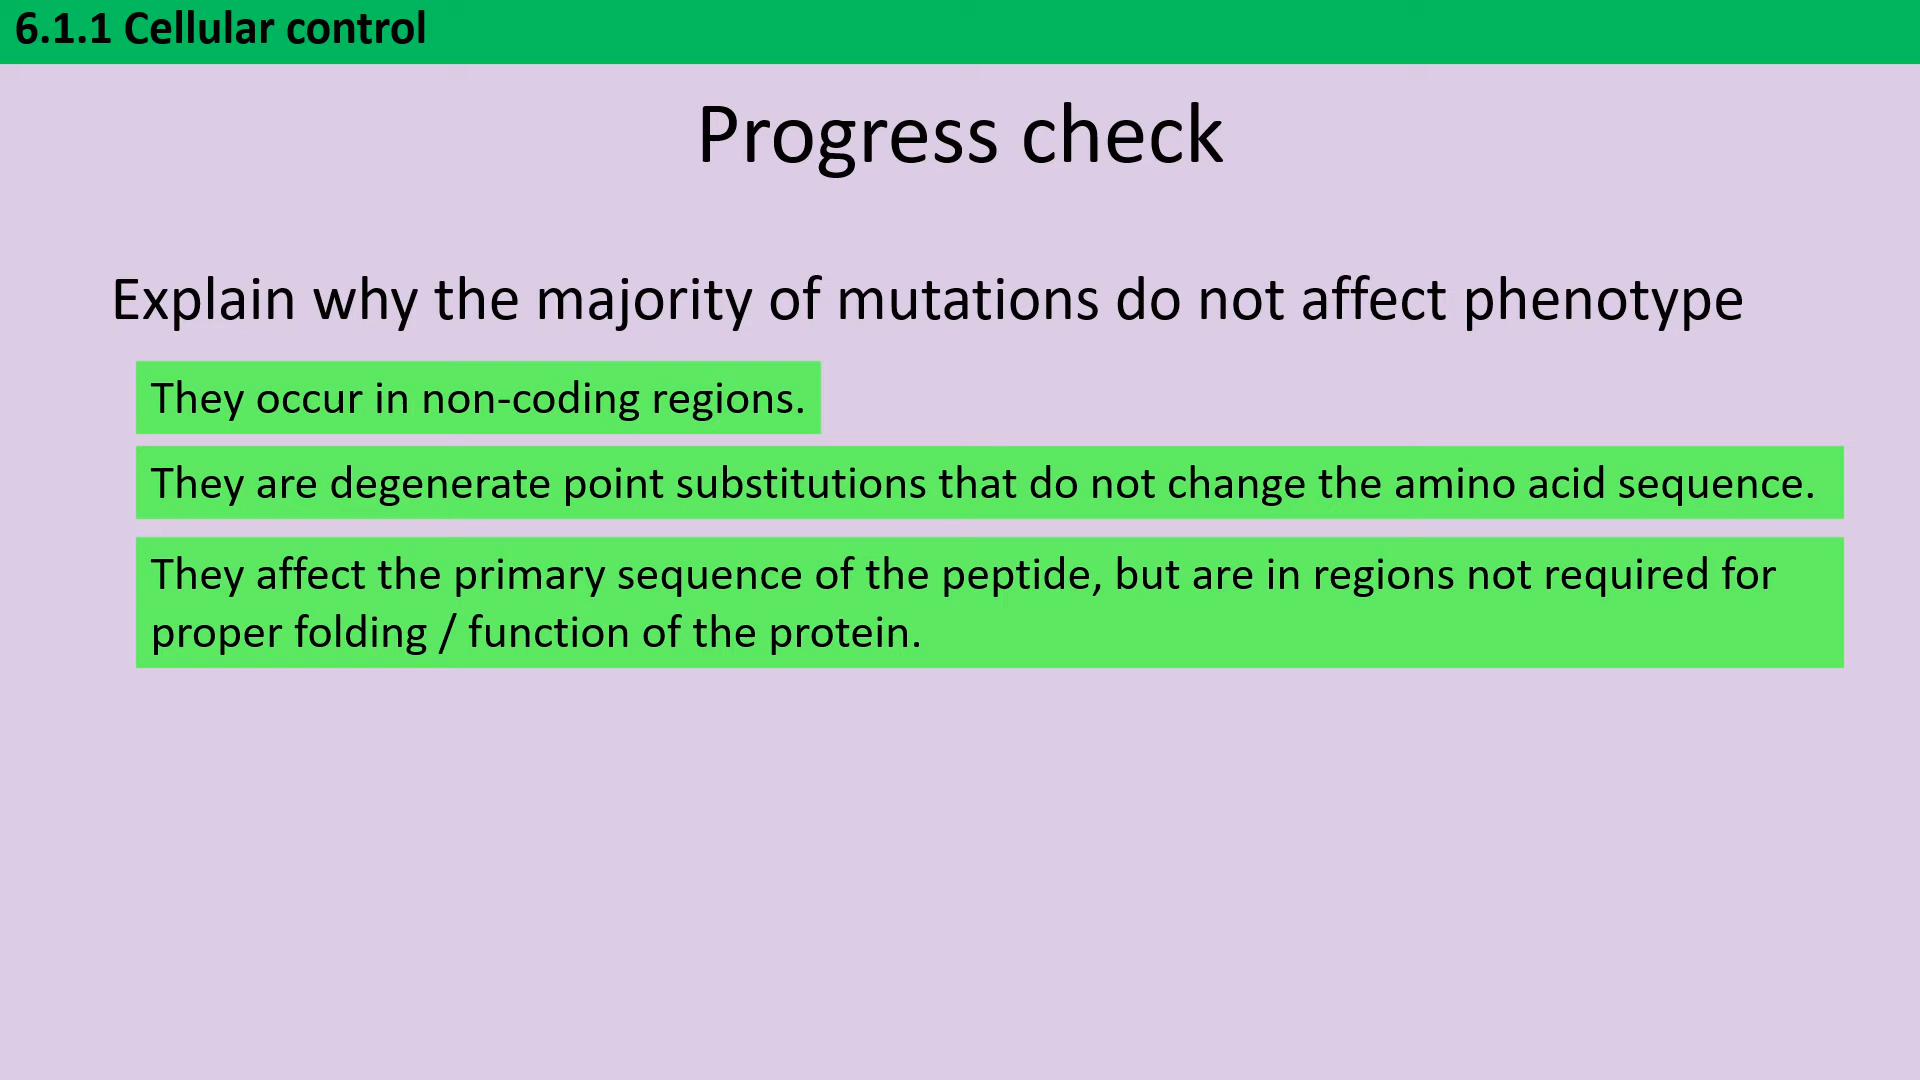 6.1.1 Cellular control
Progress check
Explain why the majority of mutations do not affect phenotype
They occur in non-coding regions.
They are degenerate point substitutions that do not change the amino acid sequence.
They affect the primary sequence of the peptide, but are in regions not required for
proper folding / function of the protein.